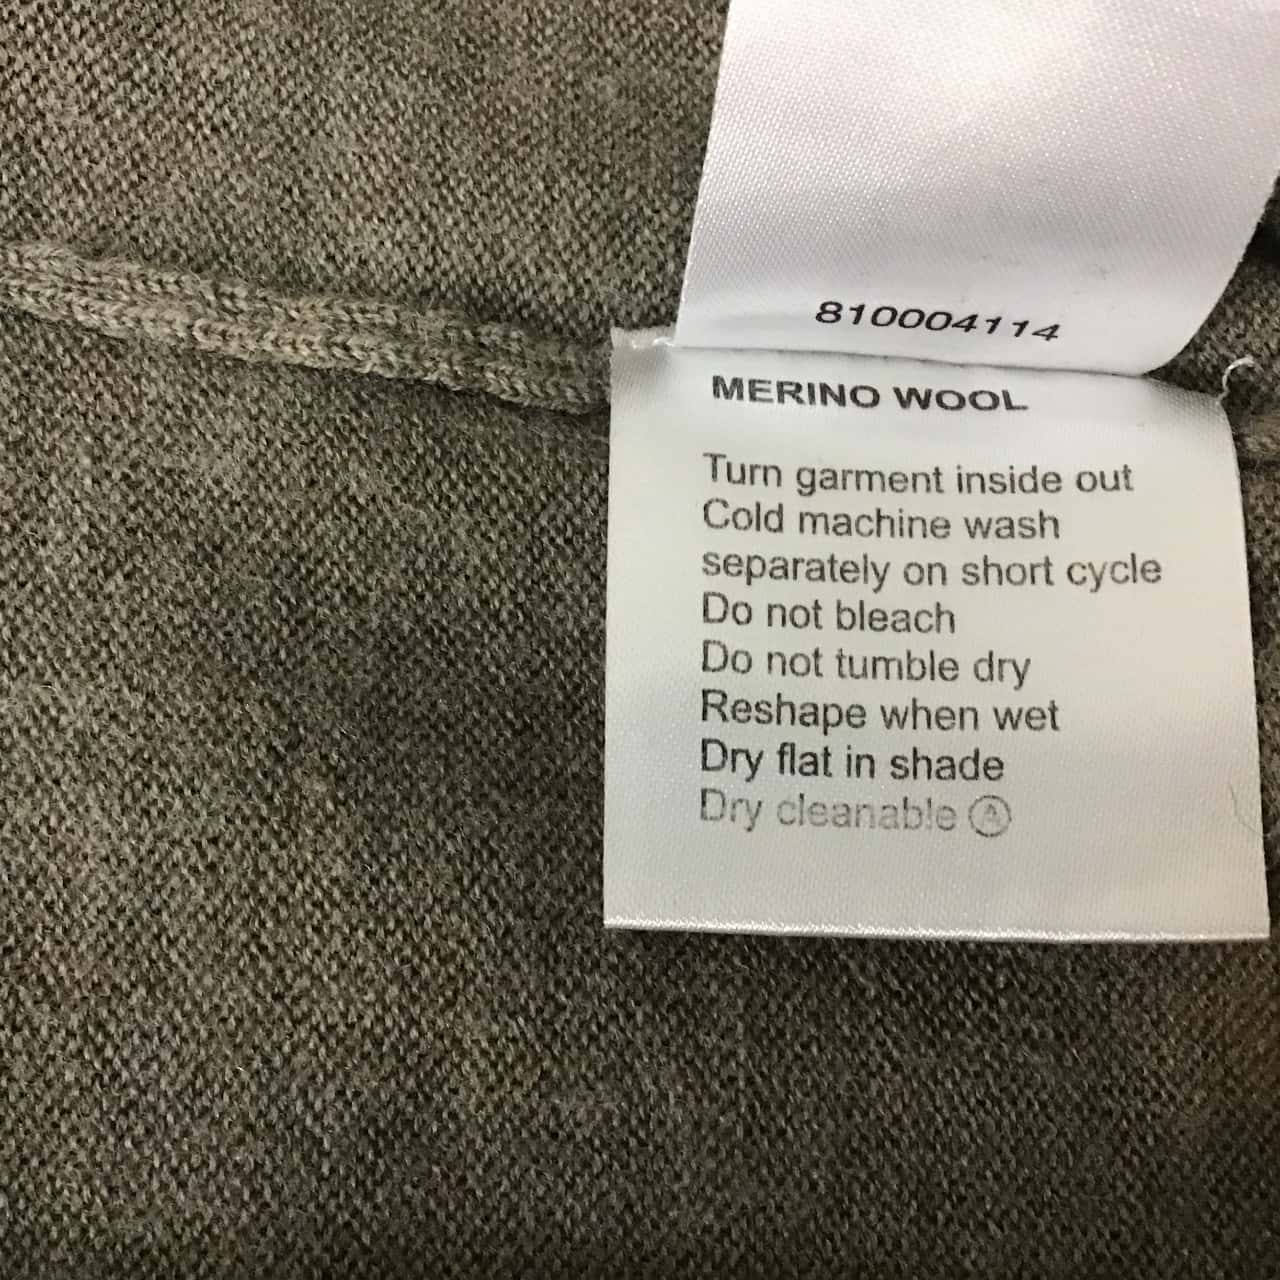 810004114
MERINO WOOL
Turn garment inside out
Cold machine wash
separately on short cycle
Do not bleach
Do not tumble dry
Reshape when wet
Dry flat in shade
Dry cleanable Ⓐ